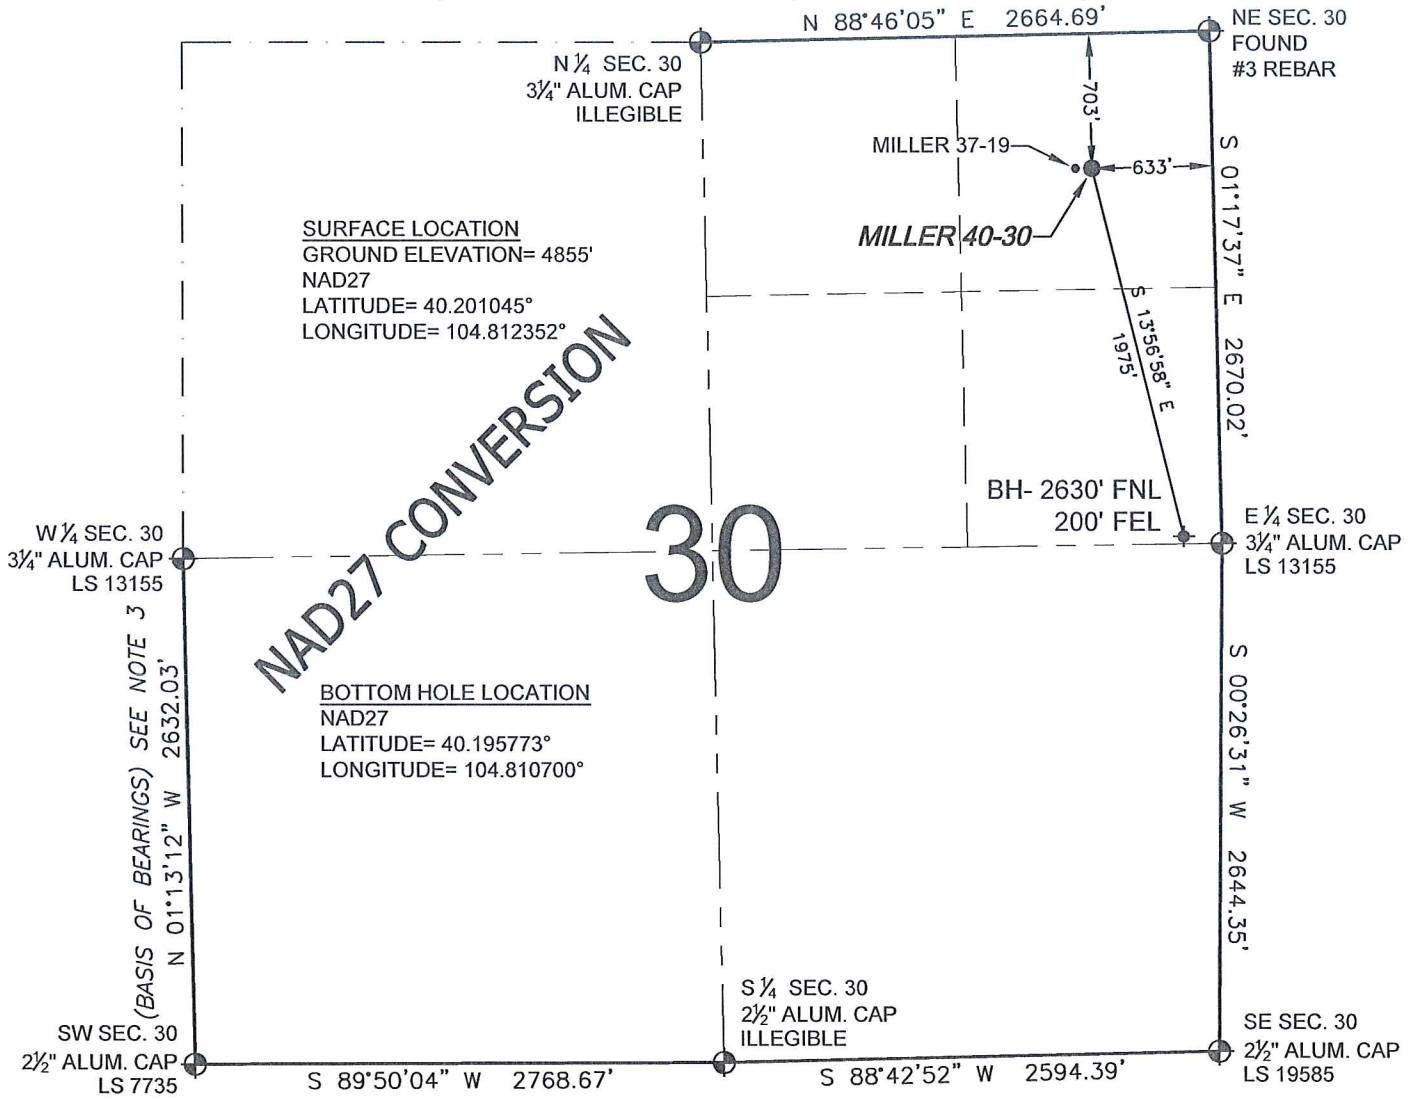 N 88°46'05" E 2664.69'
NE SEC. 30
FOUND
#3 REBAR
N ¼ SEC. 30
3¼" ALUM. CAP
ILLEGIBLE
703'
MILLER 37-19
633'
MILLER 40-30
S 01°17'37" E 2670.02'
SURFACE LOCATION
GROUND ELEVATION= 4855'
NAD27
LATITUDE= 40.201045°
LONGITUDE= 104.812352°
S 13°56'58" E
1975'
NAD27 CONVERSION
BH- 2630' FNL
200' FEL
30
W ¼ SEC. 30
3¼" ALUM. CAP
LS 13155
E ¼ SEC. 30
3¼" ALUM. CAP
LS 13155
(BASIS OF BEARINGS) SEE NOTE 3
N 01°13'12" W 2632.03'
BOTTOM HOLE LOCATION
NAD27
LATITUDE= 40.195773°
LONGITUDE= 104.810700°
S 00°26'31" W 2644.35'
S ¼ SEC. 30
2½" ALUM. CAP
ILLEGIBLE
SW SEC. 30
2½" ALUM. CAP
LS 7735
SE SEC. 30
2½" ALUM. CAP
LS 19585
S 89°50'04" W 2768.67'
S 88°42'52" W 2594.39'